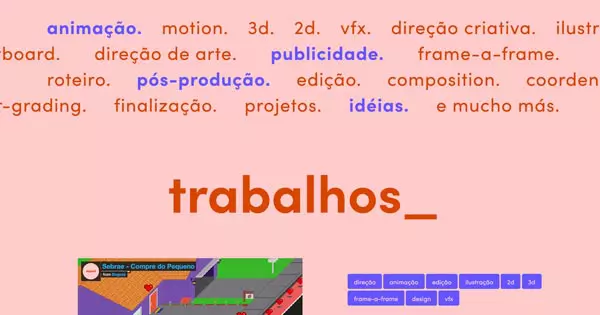 animação. motion. 3d. 2d. vfx. direção criativa. ilustr
rboard. direção de arte. publicidade. frame-a-frame.
roteiro. pós-produção. edição. composition. coorden
r-grading. finalização. projetos. idéias. e mucho más.
trabalhos_
Sebrae - Compre do Pequeno
direção animação edição ilustração 2d 3d
frame-a-frame design vfx